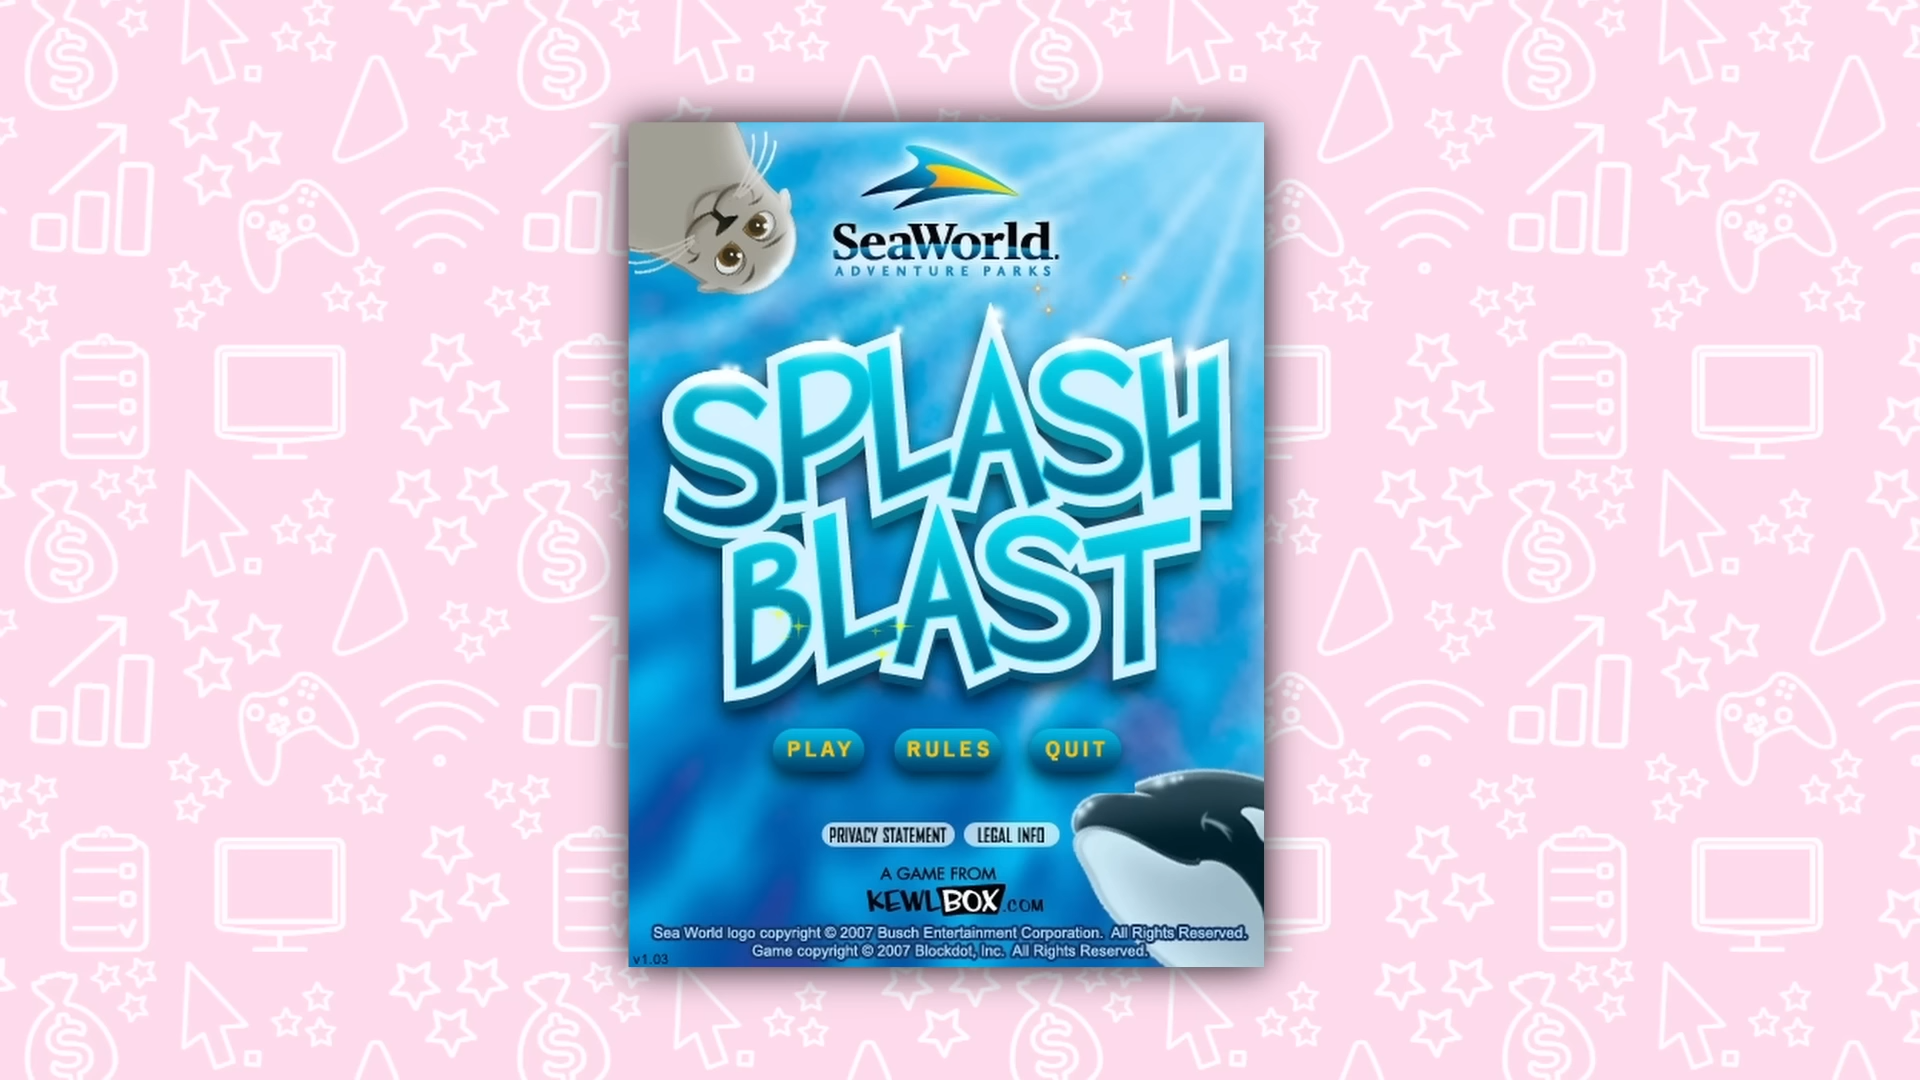 SeaWorld.
ADVENTURE PARKS
SPLASH
BLAST
PLAY RULES QUIT
PRIVACY STATEMENT LEGAL INFO
A GAME FROM
KEWLBOX.COM
Sea World logo copyright © 2007 Busch Entertainment Corporation. All Rights Reserved.
Game copyright © 2007 Blockdot, Inc. All Rights Reserved.
v1.03